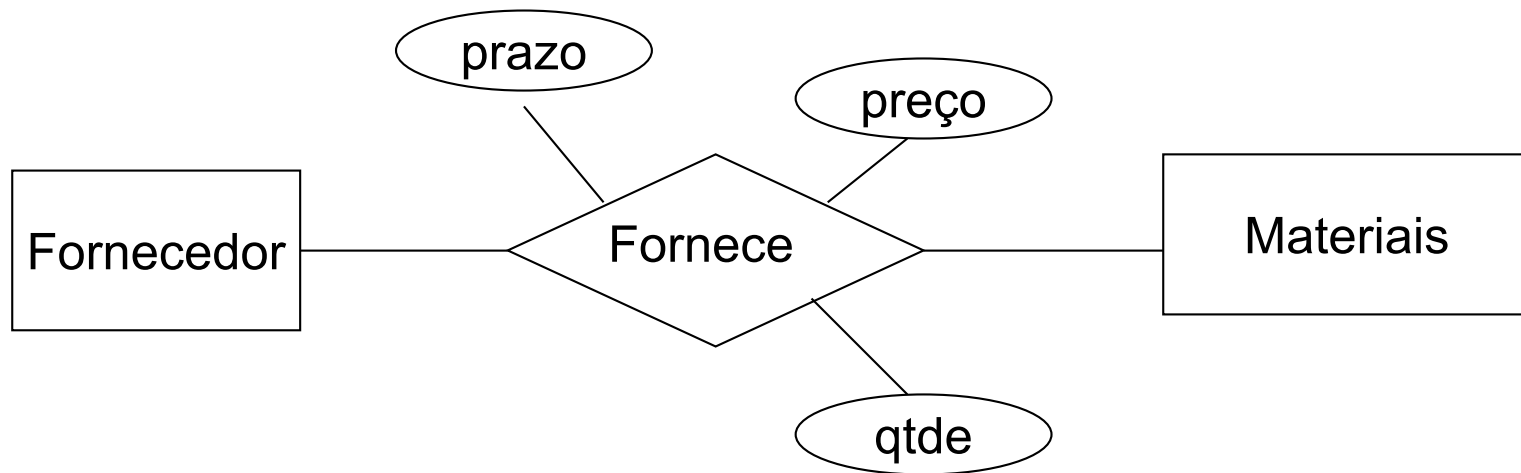 prazo
preço
Fornecedor
Fornece
Materiais
qtde